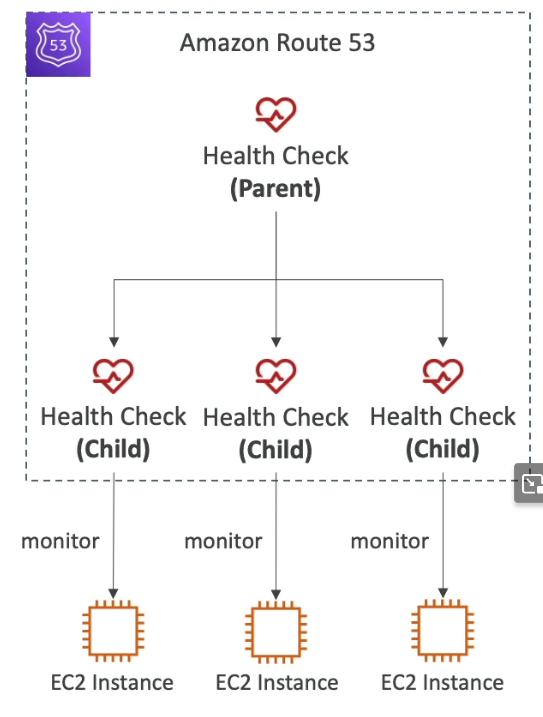 53
Amazon Route 53
Health Check
(Parent)
Health Check Health Check Health Check
(Child) (Child) (Child)
monitor monitor monitor
EC2 Instance EC2 Instance EC2 Instance